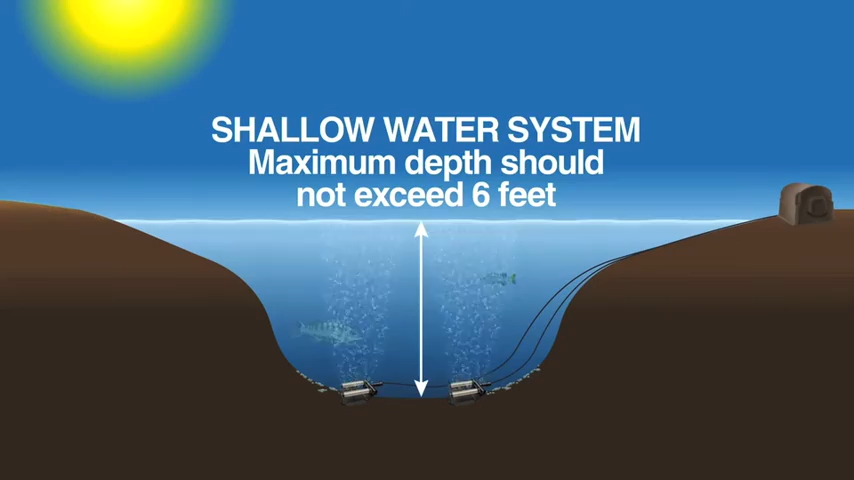 SHALLOW WATER SYSTEM
Maximum depth should
not exceed 6 feet